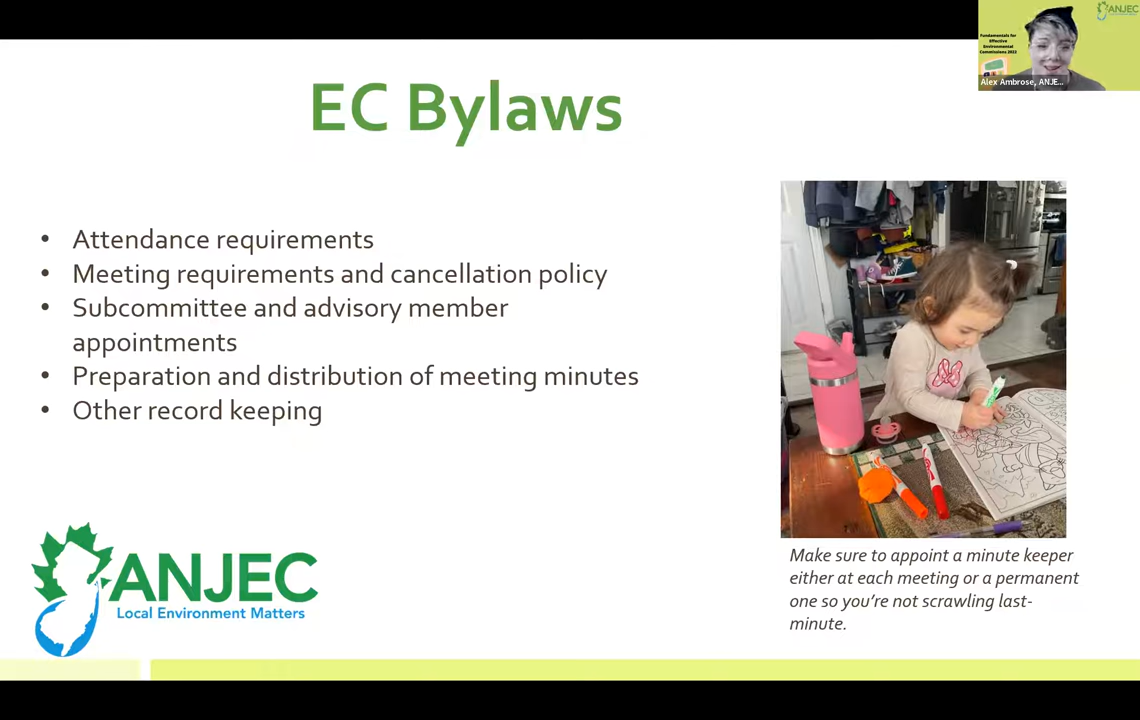 EC Bylaws
• Attendance requirements
• Meeting requirements and cancellation policy
• Subcommittee and advisory member
appointments
• Preparation and distribution of meeting minutes
• Other record keeping
ANJEC
Local Environment Matters
Make sure to appoint a minute keeper
either at each meeting or a permanent
one so you're not scrawling last-
minute.
ANJEC
Fundamentals for
Effective
Environmental
Commissions 2023
Alex Ambrose, ANJE...